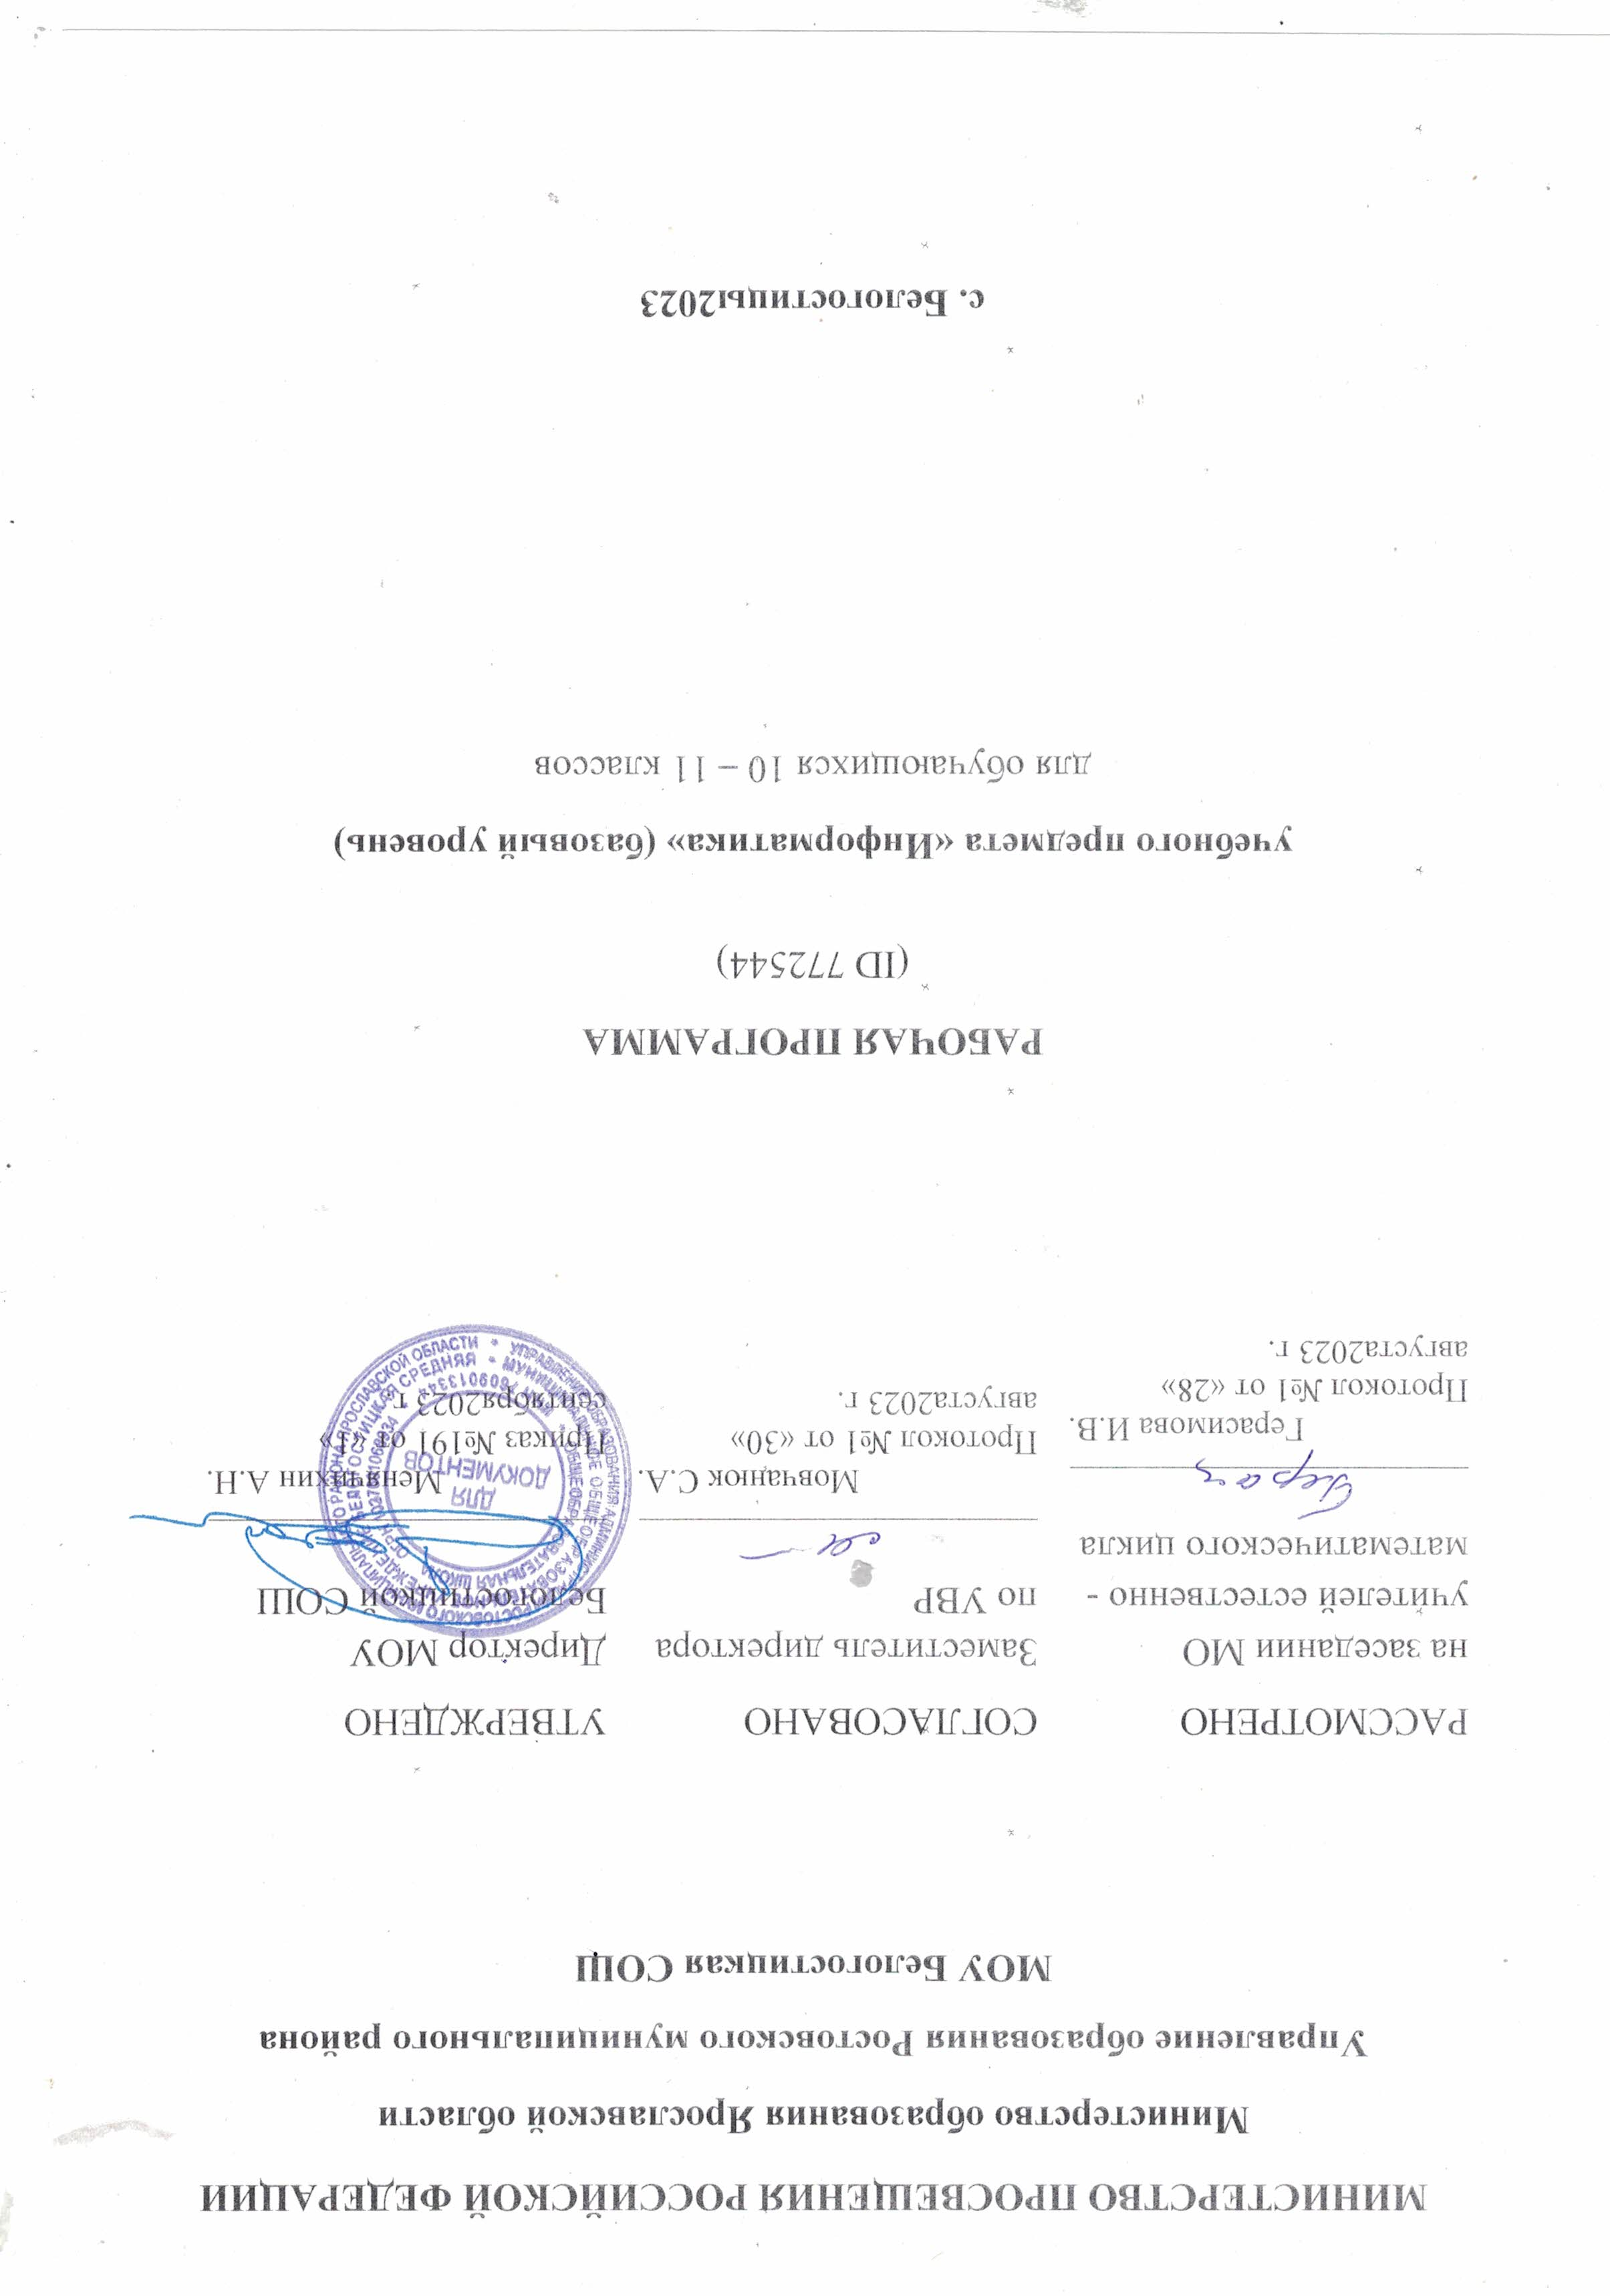 МИНИСТЕРСТВО ПРОСВЕЩЕНИЯ РОССИЙСКОЙ ФЕДЕРАЦИИ
Министерство образования Ярославской области
Управление образования Ростовского муниципального района
МОУ Белогостицкая СОШ
РАССМОТРЕНО
на заседании МО
учителей естественно -
математического цикла
Герасимова И.В.
Протокол №1 от «28»
августа2023 г.
СОГЛАСОВАНО
Заместитель директора
по УВР
Мовчанюк С.А.
Протокол №1 от «30»
августа2023 г.
УТВЕРЖДЕНО
Директор МОУ
Белогостицкой СОШ
Менячихин А.Н.
Приказ №191 от «1»
сентября2023 г.
ДЛЯ
ДОКУМЕНТОВ
РАБОЧАЯ ПРОГРАММА
(ID 772544)
учебного предмета «Информатика» (базовый уровень)
для обучающихся 10 – 11 классов
с. Белогостицы2023